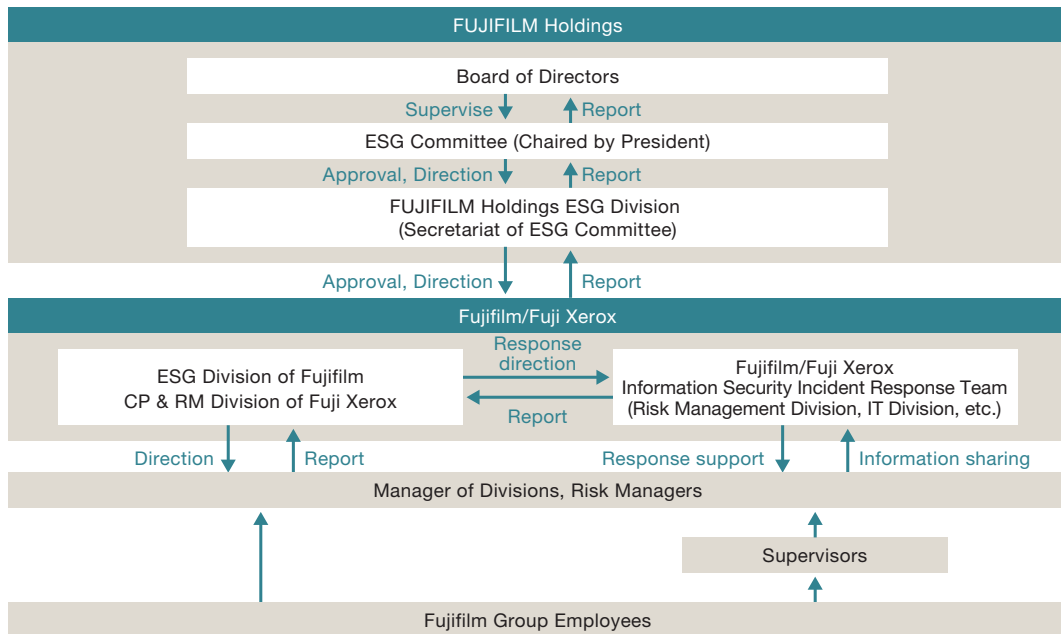 FUJIFILM Holdings
Board of Directors
Supervise
Report
ESG Committee (Chaired by President)
Approval, Direction
Report
FUJIFILM Holdings ESG Division
(Secretariat of ESG Committee)
Approval, Direction
Report
Fujifilm/Fuji Xerox
ESG Division of Fujifilm
CP & RM Division of Fuji Xerox
Response
direction
Report
Fujifilm/Fuji Xerox
Information Security Incident Response Team
(Risk Management Division, IT Division, etc.)
Direction
Report
Response support
Information sharing
Manager of Divisions, Risk Managers
Supervisors
Fujifilm Group Employees